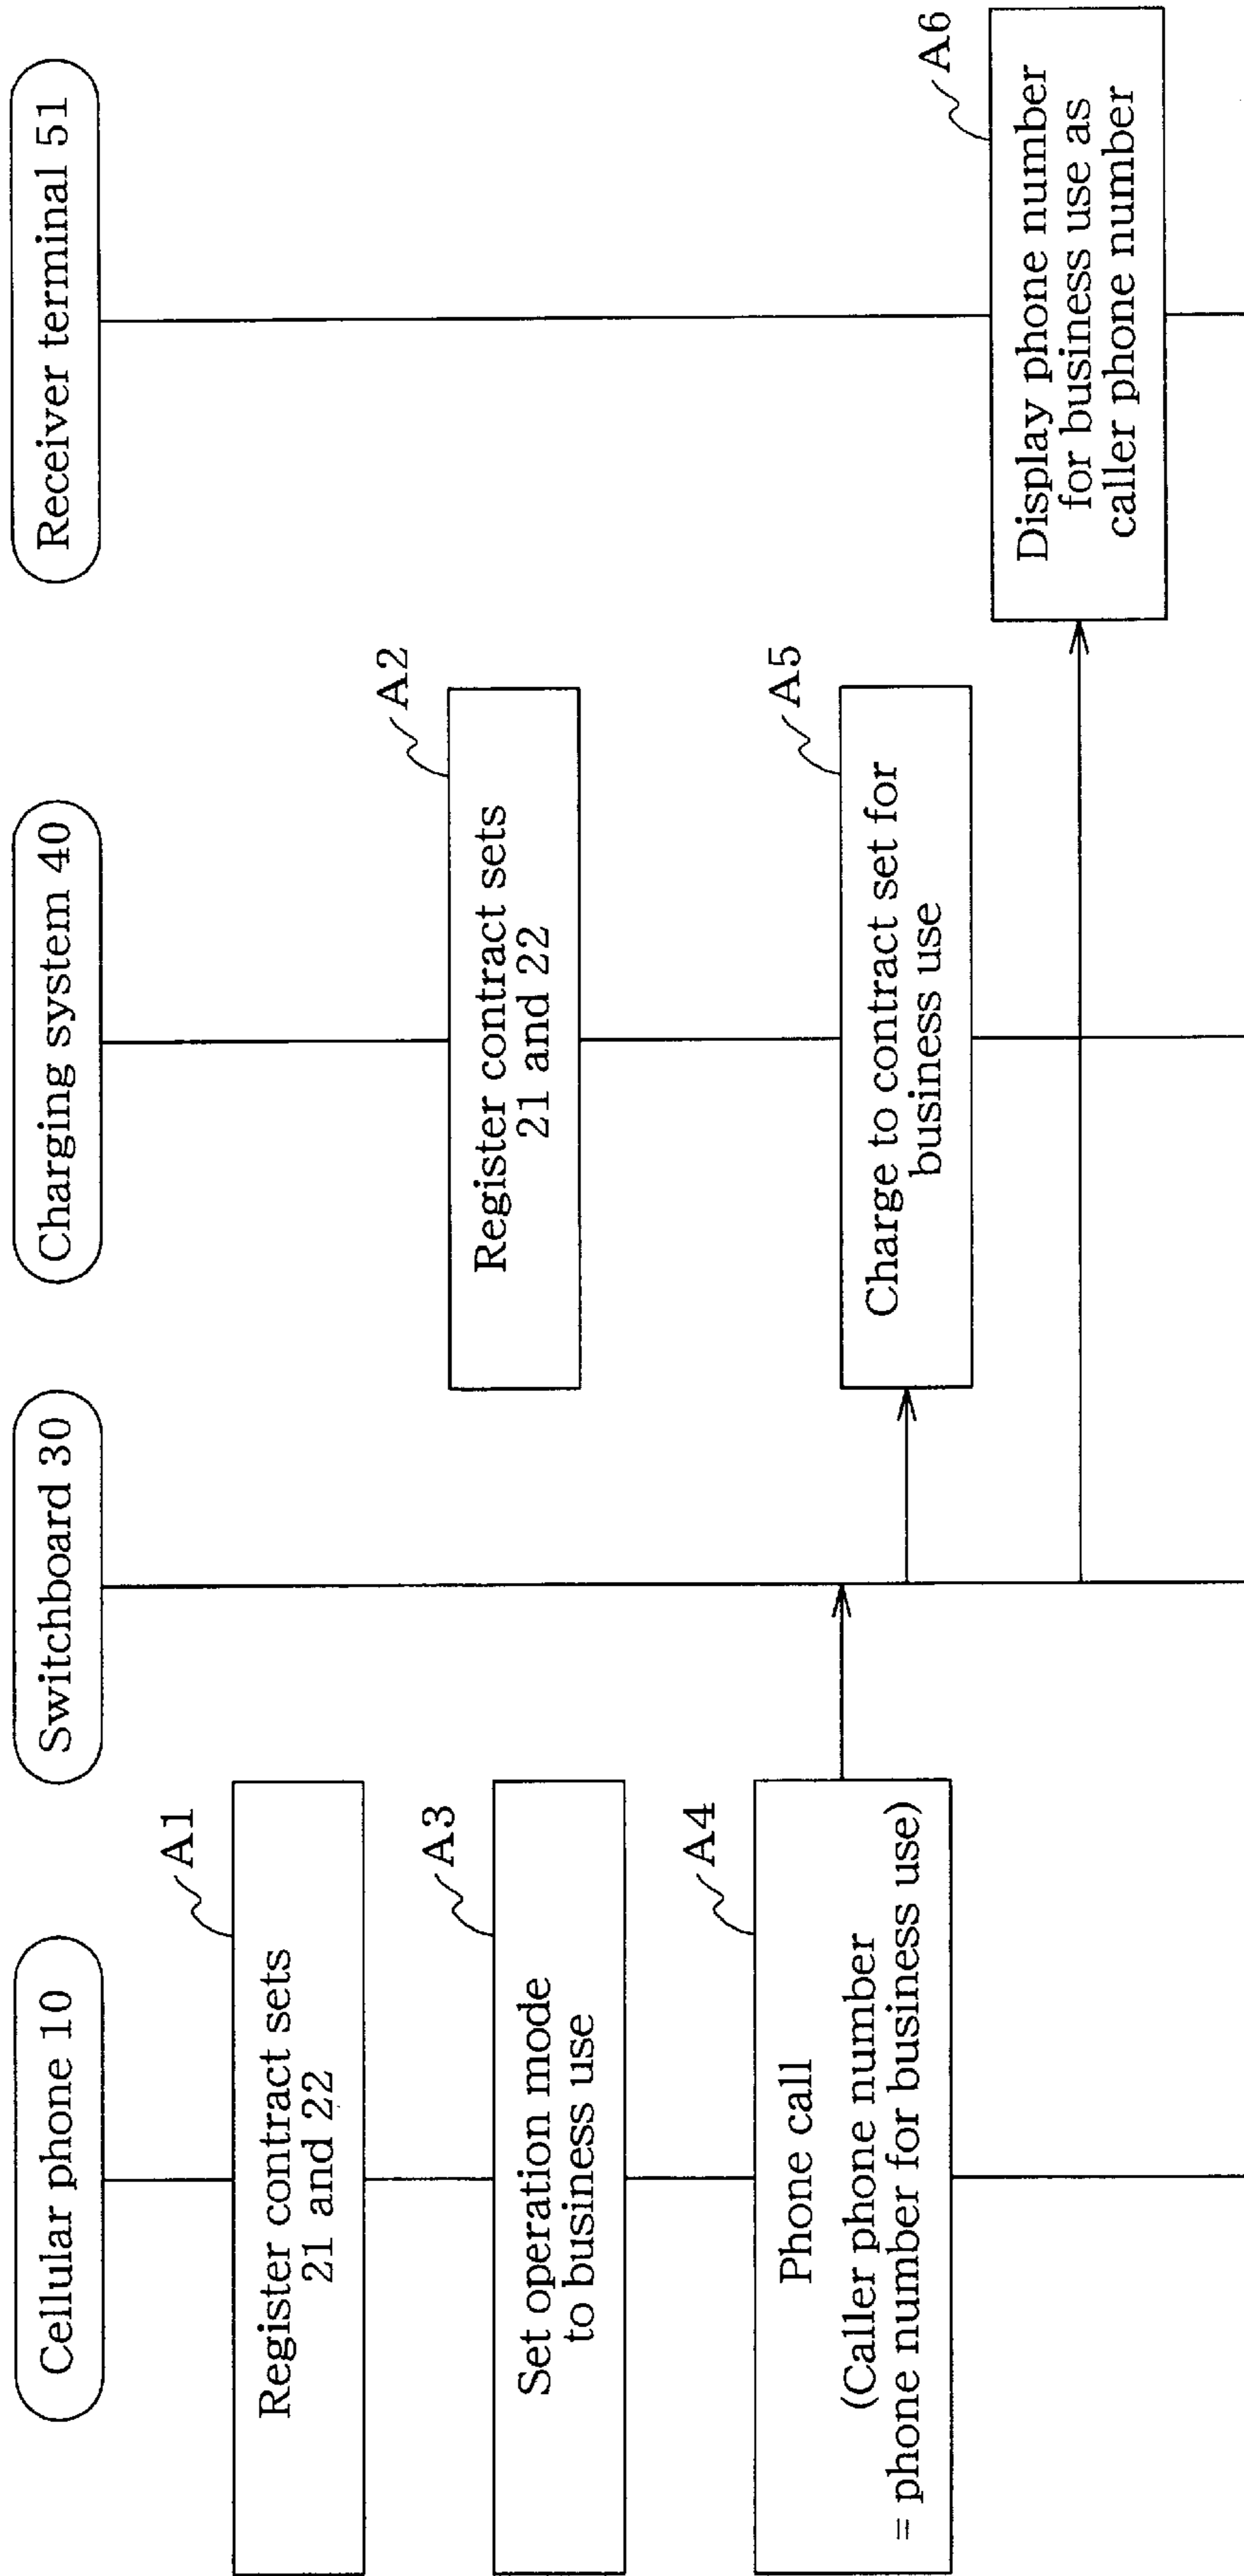 Cellular phone 10
Switchboard 30
Charging system 40
Receiver terminal 51
A1
Register contract sets
21 and 22
A2
Register contract sets
21 and 22
A3
Set operation mode
to business use
A4
Phone call
(Caller phone number
= phone number for business use)
A5
Charge to contract set for
business use
A6
Display phone number
for business use as
caller phone number